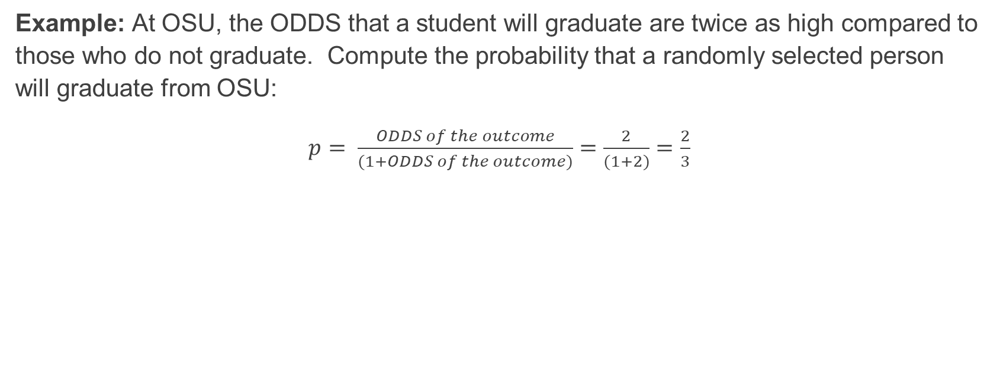 Example: At OSU, the ODDS that a student will graduate are twice as high compared to
those who do not graduate.  Compute the probability that a randomly selected person
will graduate from OSU:
p = \frac{ODDS of the outcome}{(1+ODDS of the outcome)} = \frac{2}{(1+2)} = \frac{2}{3}